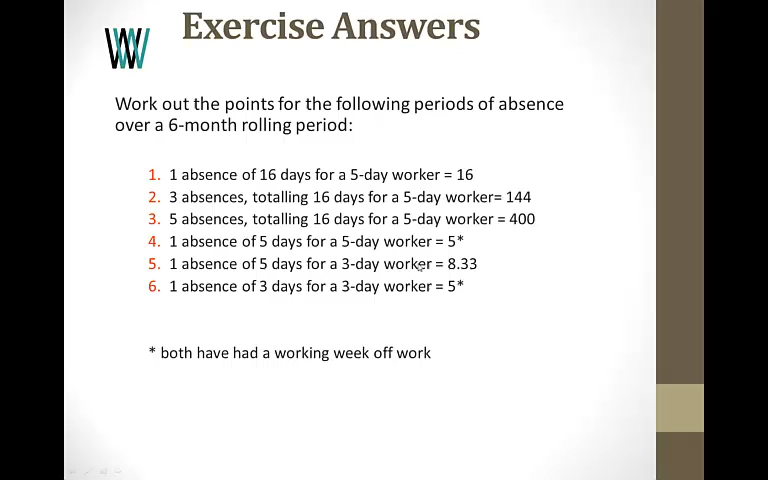 Exercise Answers
W
Work out the points for the following periods of absence
over a 6-month rolling period:
1. 1 absence of 16 days for a 5-day worker = 16
2. 3 absences, totalling 16 days for a 5-day worker= 144
3. 5 absences, totalling 16 days for a 5-day worker = 400
4. 1 absence of 5 days for a 5-day worker = 5*
5. 1 absence of 5 days for a 3-day worker = 8.33
6. 1 absence of 3 days for a 3-day worker = 5*
* both have had a working week off work